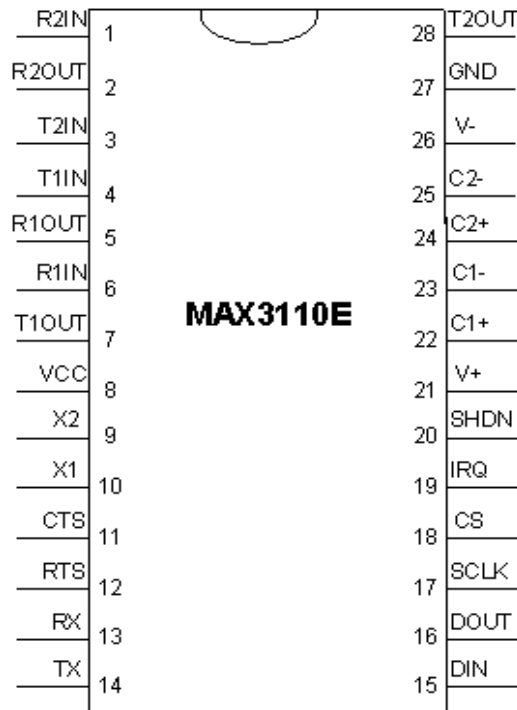 R2IN 1 28 T2OUT
R2OUT 2 27 GND
T2IN 3 26 V-
T1IN 4 25 C2-
R1OUT 5 24 C2+
R1IN 6 23 C1-
MAX3110E
T1OUT 7 22 C1+
VCC 8 21 V+
X2 9 20 SHDN
X1 10 19 IRQ
CTS 11 18 CS
RTS 12 17 SCLK
RX 13 16 DOUT
TX 14 15 DIN